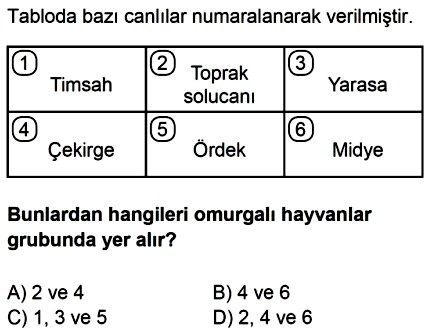 Tabloda bazı canlılar numaralanarak verilmiştir.
1 Timsah
2 Toprak
solucanı
3 Yarasa
4 Çekirge
5 Ördek
6 Midye
Bunlardan hangileri omurgalı hayvanlar
grubunda yer alır?
A) 2 ve 4 B) 4 ve 6
C) 1, 3 ve 5 D) 2, 4 ve 6